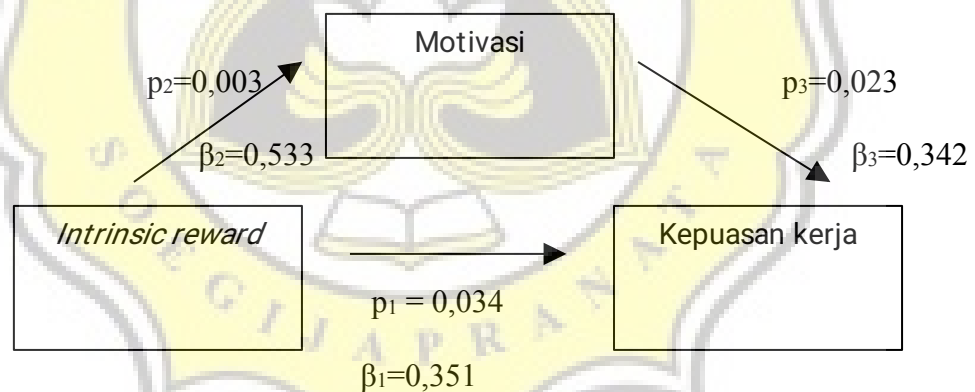 Motivasi
p₂=0,003
p₃=0,023
β₂=0,533
β₃=0,342
Intrinsic reward
Kepuasan kerja
p₁ = 0,034
β₁=0,351
SOEGIJAPRANATA